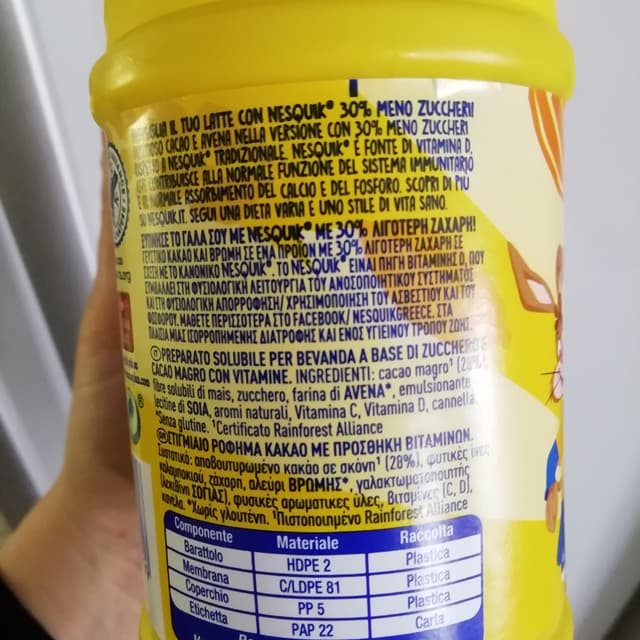 IL TUO LATTE CON NESQUIK® 30% MENO ZUCCHERI!
CACAO E AVENA NELLA VERSIONE CON 30% MENO ZUCCHERI
A NESQUIK® TRADIZIONALE. NESQUIK® È FONTE DI VITAMINA D,
CONTRIBUISCE ALLA NORMALE FUNZIONE DEL SISTEMA IMMUNITARIO
E AL NORMALE ASSORBIMENTO DEL CALCIO E DEL FOSFORO. SCOPRI DI PIÙ
SU NESQUIK.IT. SEGUI UNA DIETA VARIA E UNO STILE DI VITA SANO.
ΤΟ ΓΑΛΑ ΣΟΥ ΜΕ NESQUIK® ΜΕ 30% ΛΙΓΟΤΕΡΗ ΖΑΧΑΡΗ!
ΓΕΥΣΤΙΚΟ ΚΑΚΑΟ ΚΑΙ ΒΡΩΜΗ ΣΕ ΕΝΑ ΠΡΟΪΟΝ ΜΕ 30% ΛΙΓΟΤΕΡΗ ΖΑΧΑΡΗ ΣΕ
ΣΧΕΣΗ ΜΕ ΤΟ ΚΑΝΟΝΙΚΟ NESQUIK®. ΤΟ NESQUIK® ΕΙΝΑΙ ΠΗΓΗ ΒΙΤΑΜΙΝΗΣ D, ΠΟΥ
ΣΥΜΒΑΛΛΕΙ ΣΤΗ ΦΥΣΙΟΛΟΓΙΚΗ ΛΕΙΤΟΥΡΓΙΑ ΤΟΥ ΑΝΟΣΟΠΟΙΗΤΙΚΟΥ ΣΥΣΤΗΜΑΤΟΣ
ΚΑΙ ΣΤΗ ΦΥΣΙΟΛΟΓΙΚΗ ΑΠΟΡΡΟΦΗΣΗ/ ΧΡΗΣΙΜΟΠΟΙΗΣΗ ΤΟΥ ΑΣΒΕΣΤΙΟΥ ΚΑΙ ΤΟΥ
ΦΩΣΦΟΡΟΥ. ΜΑΘΕΤΕ ΠΕΡΙΣΣΟΤΕΡΑ ΣΤΟ FACEBOOK/ NESQUIKGREECE. ΣΤΑ
ΠΛΑΙΣΙΑ ΜΙΑΣ ΙΣΟΡΡΟΠΗΜΕΝΗΣ ΔΙΑΤΡΟΦΗΣ ΚΑΙ ΕΝΟΣ ΥΓΙΕΙΝΟΥ ΤΡΟΠΟΥ ΖΩΗΣ.
IT PREPARATO SOLUBILE PER BEVANDA A BASE DI ZUCCHERO E
CACAO MAGRO CON VITAMINE. INGREDIENTI: cacao magro¹ (28%),
fibre solubili di mais, zucchero, farina di AVENA*, emulsionante
lecitine di SOIA, aromi naturali, Vitamina C, Vitamina D, cannella.
*Senza glutine. ¹Certificato Rainforest Alliance
ΣΤΙΓΜΙΑΙΟ ΡΟΦΗΜΑ ΚΑΚΑΟ ΜΕ ΠΡΟΣΘΗΚΗ ΒΙΤΑΜΙΝΩΝ.
Συστατικά: αποβουτυρωμένο κακάο σε σκόνη¹ (28%), φυτικές ίνες
καλαμποκιού, ζάχαρη, αλεύρι ΒΡΩΜΗΣ*, γαλακτωματοποιητής
(λεκιθίνη ΣΟΓΙΑΣ), φυσικές αρωματικές ύλες, βιταμίνες (C, D),
κανέλα. *Χωρίς γλουτένη. ¹Πιστοποιημένο Rainforest Alliance
Componente Materiale Raccolta
Barattolo HDPE 2 Plastica
Membrana C/LDPE 81 Plastica
Coperchio PP 5 Plastica
Etichetta PAP 22 Carta